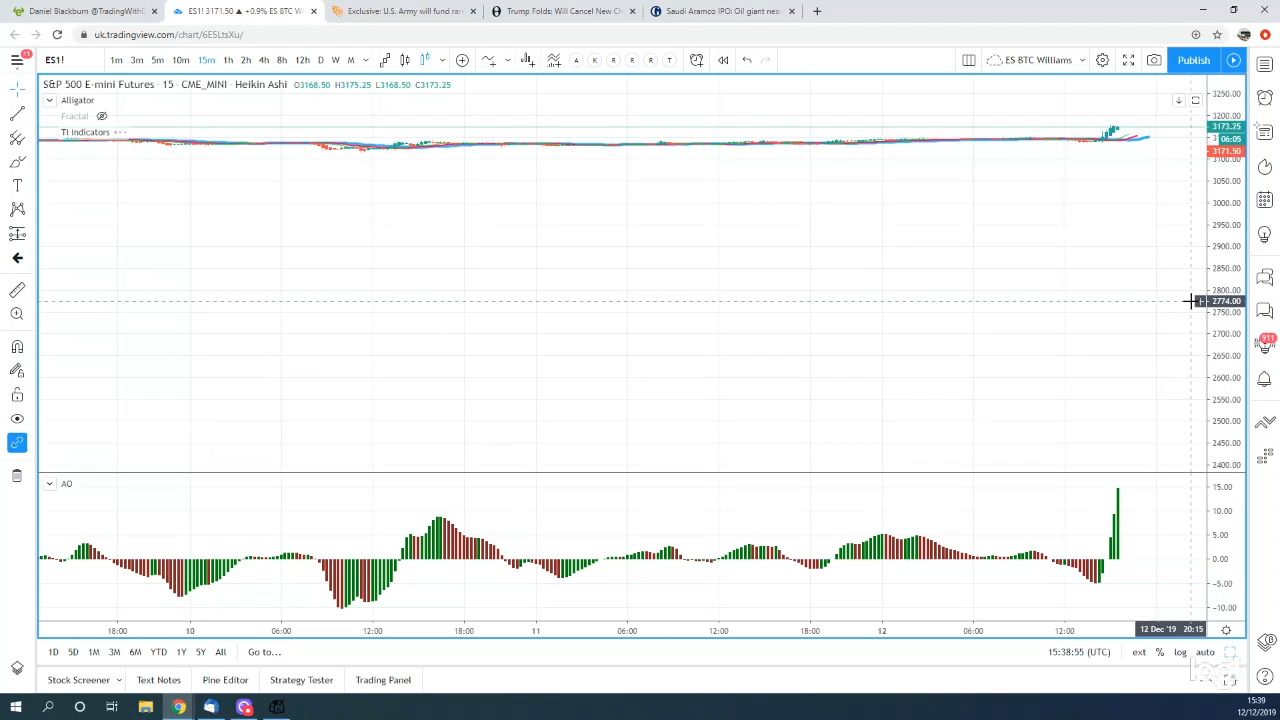 Daniel Blackburn @TradingWithD
ES1! 3171.50 ▲ +0.9% ES BTC W
Exclusive: U.S. Army will fund rare
Trump Folds: Will Cancel New Ch
Saudi Aramco IPO: Oil giant nea
uk.tradingview.com/chart/6E5LtsXu/
11
ES1!
1m 3m 5m 10m 15m 1h 2h 4h 8h 12h D W M
A K R R R T
ES BTC Williams
Publish
S&P 500 E-mini Futures · 15 · CME_MINI · Heikin Ashi O3168.50 H3175.25 L3168.50 C3173.25
Alligator
Fractal
TI Indicators
3250.00
3200.00
3173.25
06:05
3171.50
3100.00
3050.00
3000.00
2950.00
2900.00
2850.00
2800.00
2774.00
2750.00
2700.00
2650.00
2600.00
2550.00
2500.00
2450.00
2400.00
911
AO
15.00
10.00
5.00
0.00
−5.00
−10.00
18:00 10 06:00 12:00 18:00 11 06:00 12:00 18:00 12 06:00 12:00 12 Dec '19 20:15
1D 5D 1M 3M 6M YTD 1Y 5Y All Go to... 15:38:55 (UTC) ext % log auto
Stock Screener Text Notes Pine Editor Strategy Tester Trading Panel
15:39
12/12/2019